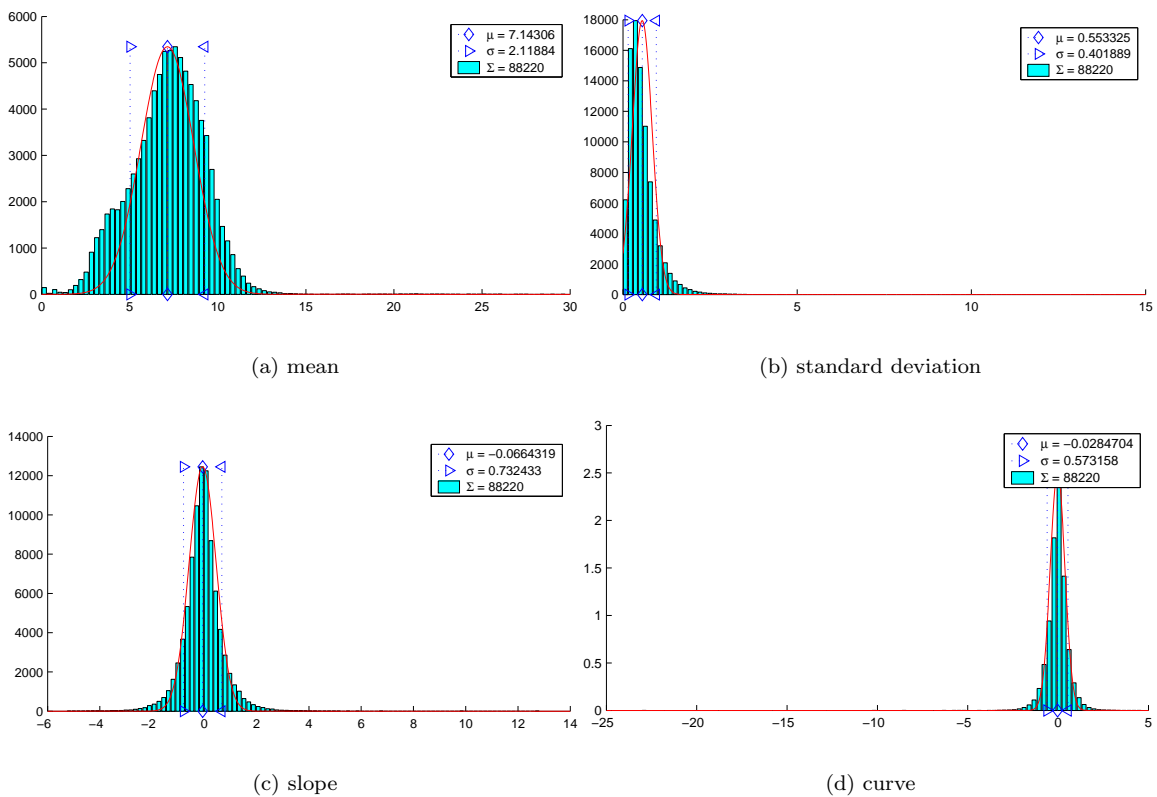 6000
5000
4000
3000
2000
1000
0
0 5 10 15 20 25 30
μ = 7.14306
σ = 2.11884
Σ = 88220
(a) mean
18000
16000
14000
12000
10000
8000
6000
4000
2000
0
0 5 10 15
μ = 0.553325
σ = 0.401889
Σ = 88220
(b) standard deviation
14000
12000
10000
8000
6000
4000
2000
0
−6 −4 −2 0 2 4 6 8 10 12 14
μ = −0.0664319
σ = 0.732433
Σ = 88220
(c) slope
3
2.5
2
1.5
1
0.5
0
−25 −20 −15 −10 −5 0 5
μ = −0.0284704
σ = 0.573158
Σ = 88220
(d) curve